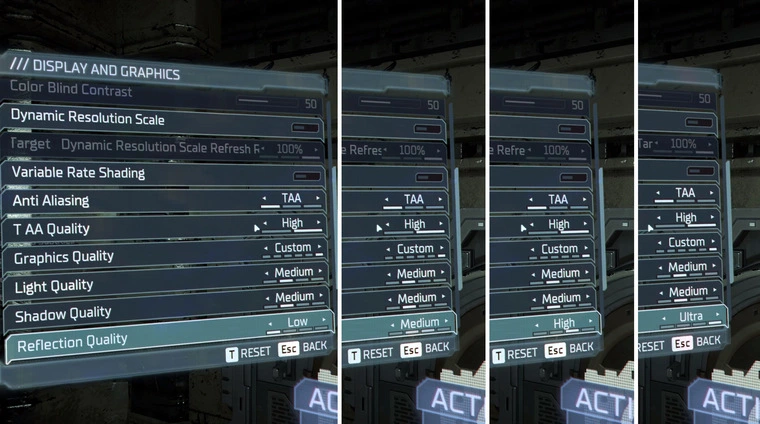 /// DISPLAY AND GRAPHICS
Color Blind Contrast 50
Dynamic Resolution Scale
Target Dynamic Resolution Scale Refresh R 100%
Variable Rate Shading
Anti Aliasing TAA
T AA Quality High
Graphics Quality Custom
Light Quality Medium
Shadow Quality Medium
Reflection Quality Low
T RESET Esc BACK
AC
50
e Refres 100%
TAA
High
Custom
Medium
Medium
Medium
T RESET Esc BACK
ACT
50
e Refre 100%
TAA
High
Custom
Medium
Medium
High
T RESET Esc BACK
ACTI
50
Tar 100%
TAA
High
Custom
Medium
Medium
Ultra
RESET Esc BACK
ACTI